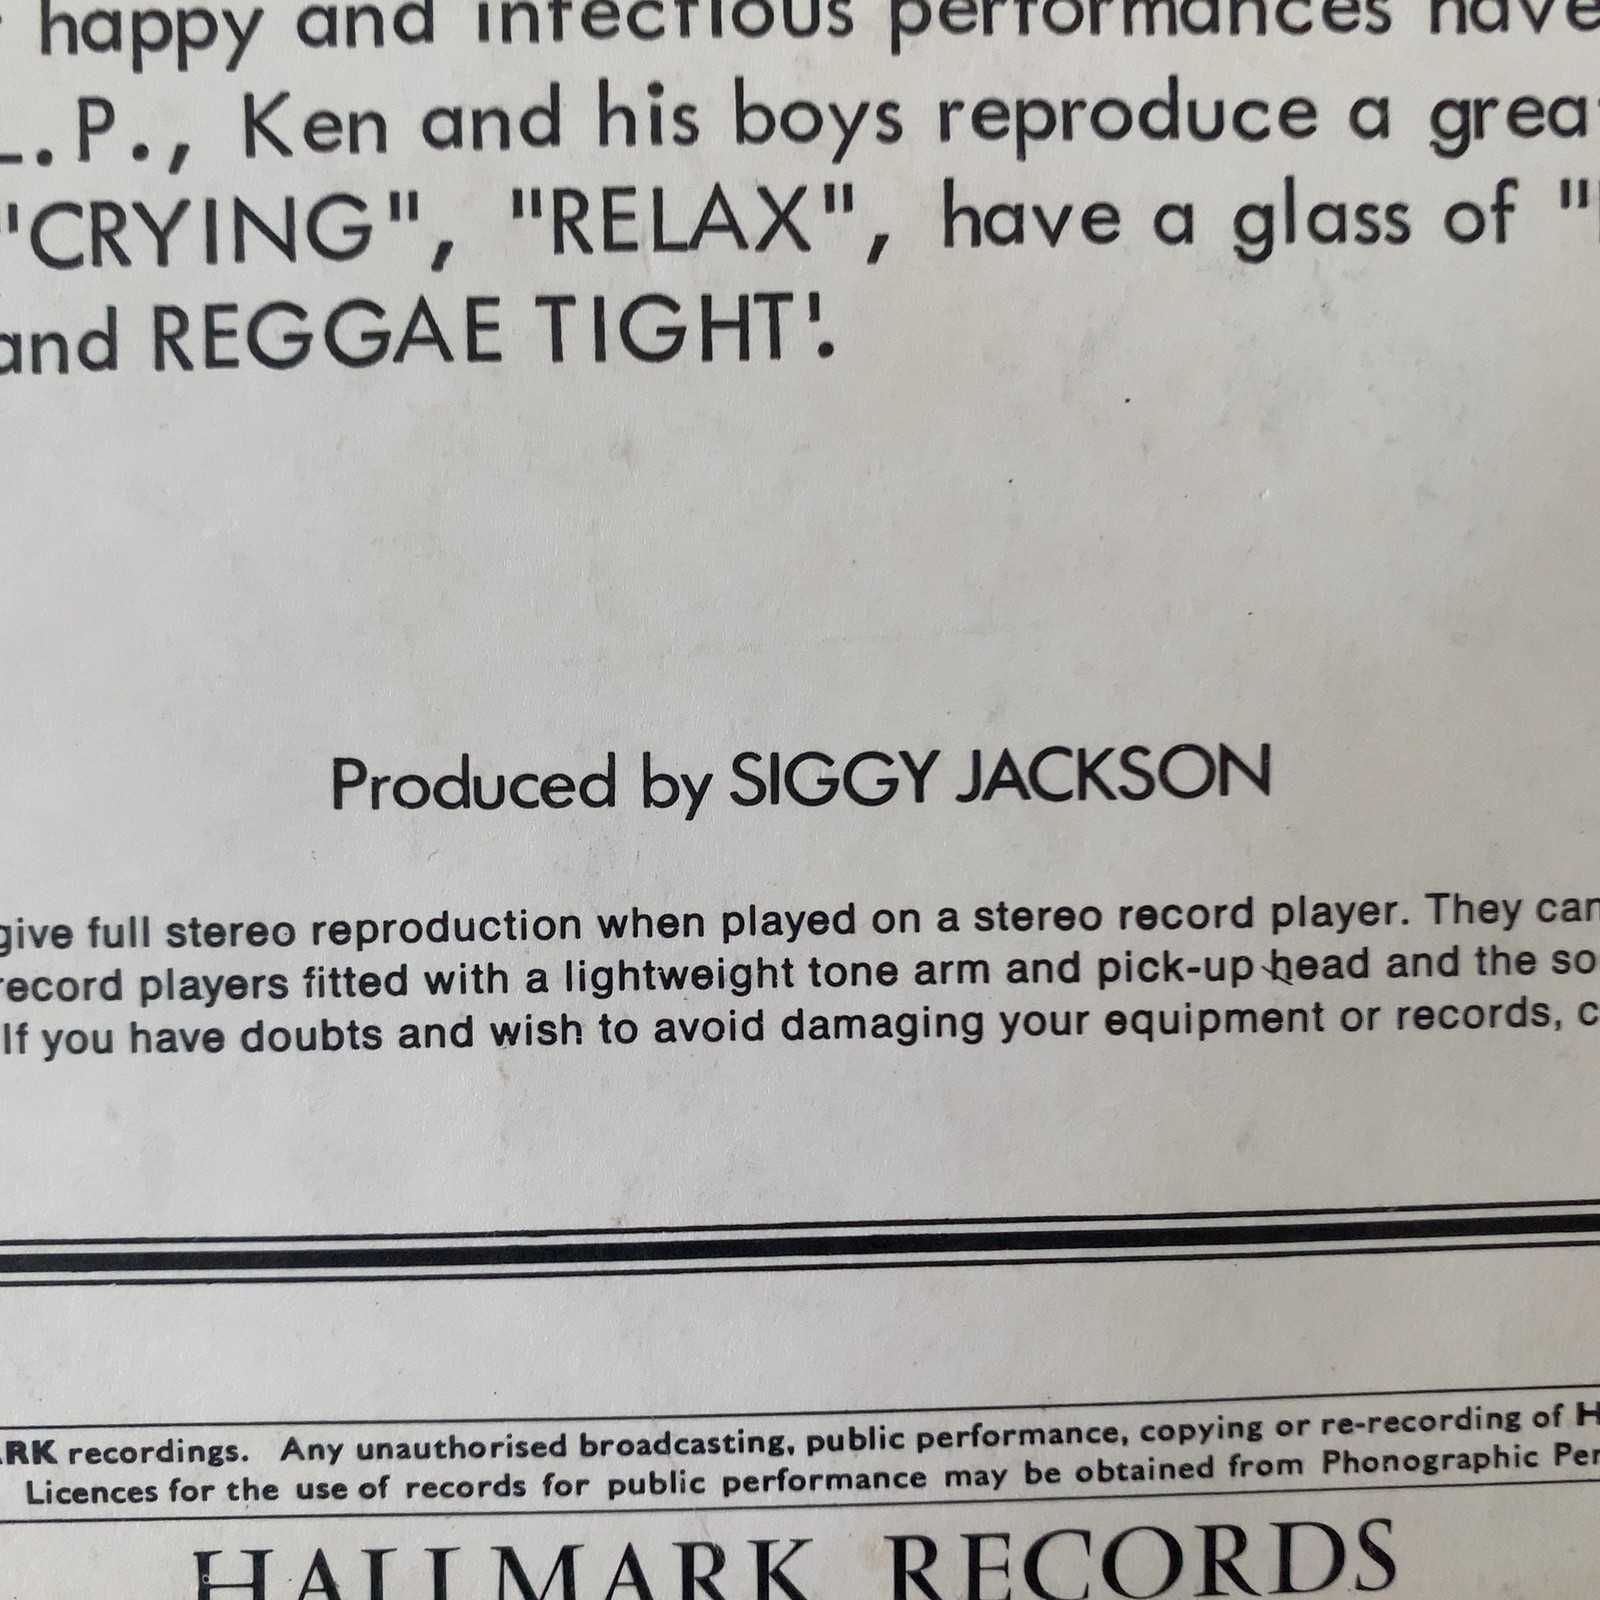 happy and infectious performances have
L.P., Ken and his boys reproduce a great
"CRYING", "RELAX", have a glass of "
and REGGAE TIGHT!
Produced by SIGGY JACKSON
give full stereo reproduction when played on a stereo record player. They can
record players fitted with a lightweight tone arm and pick-up head and the so
If you have doubts and wish to avoid damaging your equipment or records, c
ARK recordings. Any unauthorised broadcasting, public performance, copying or re-recording of H
Licences for the use of records for public performance may be obtained from Phonographic Per
HALLMARK RECORDS